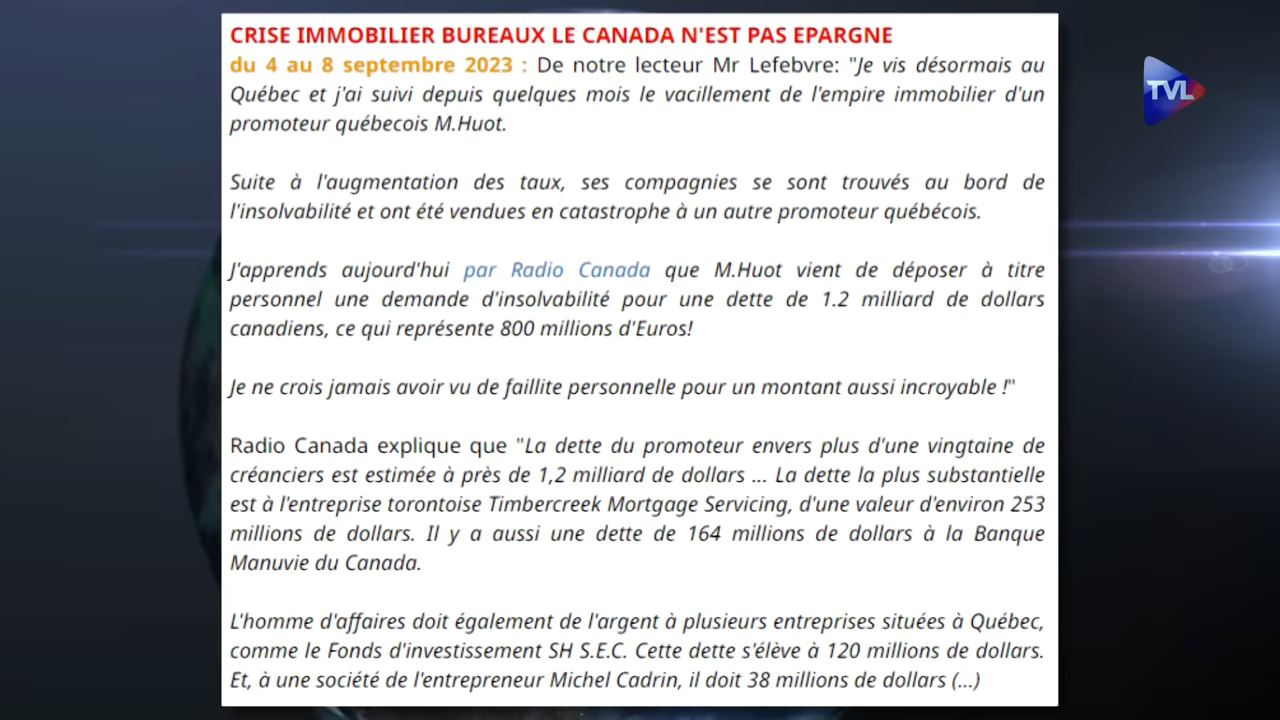 CRISE IMMOBILIER BUREAUX LE CANADA N'EST PAS EPARGNE
du 4 au 8 septembre 2023 : De notre lecteur Mr Lefebvre: "Je vis désormais au
Québec et j'ai suivi depuis quelques mois le vacillement de l'empire immobilier d'un
promoteur québecois M.Huot.
Suite à l'augmentation des taux, ses compagnies se sont trouvés au bord de
l'insolvabilité et ont été vendues en catastrophe à un autre promoteur québécois.
J'apprends aujourd'hui par Radio Canada que M.Huot vient de déposer à titre
personnel une demande d'insolvabilité pour une dette de 1.2 milliard de dollars
canadiens, ce qui représente 800 millions d'Euros!
Je ne crois jamais avoir vu de faillite personnelle pour un montant aussi incroyable !"
Radio Canada explique que "La dette du promoteur envers plus d'une vingtaine de
créanciers est estimée à près de 1,2 milliard de dollars ... La dette la plus substantielle
est à l'entreprise torontoise Timbercreek Mortgage Servicing, d'une valeur d'environ 253
millions de dollars. Il y a aussi une dette de 164 millions de dollars à la Banque
Manuvie du Canada.
L'homme d'affaires doit également de l'argent à plusieurs entreprises situées à Québec,
comme le Fonds d'investissement SH S.E.C. Cette dette s'élève à 120 millions de dollars.
Et, à une société de l'entrepreneur Michel Cadrin, il doit 38 millions de dollars (...)
TVL